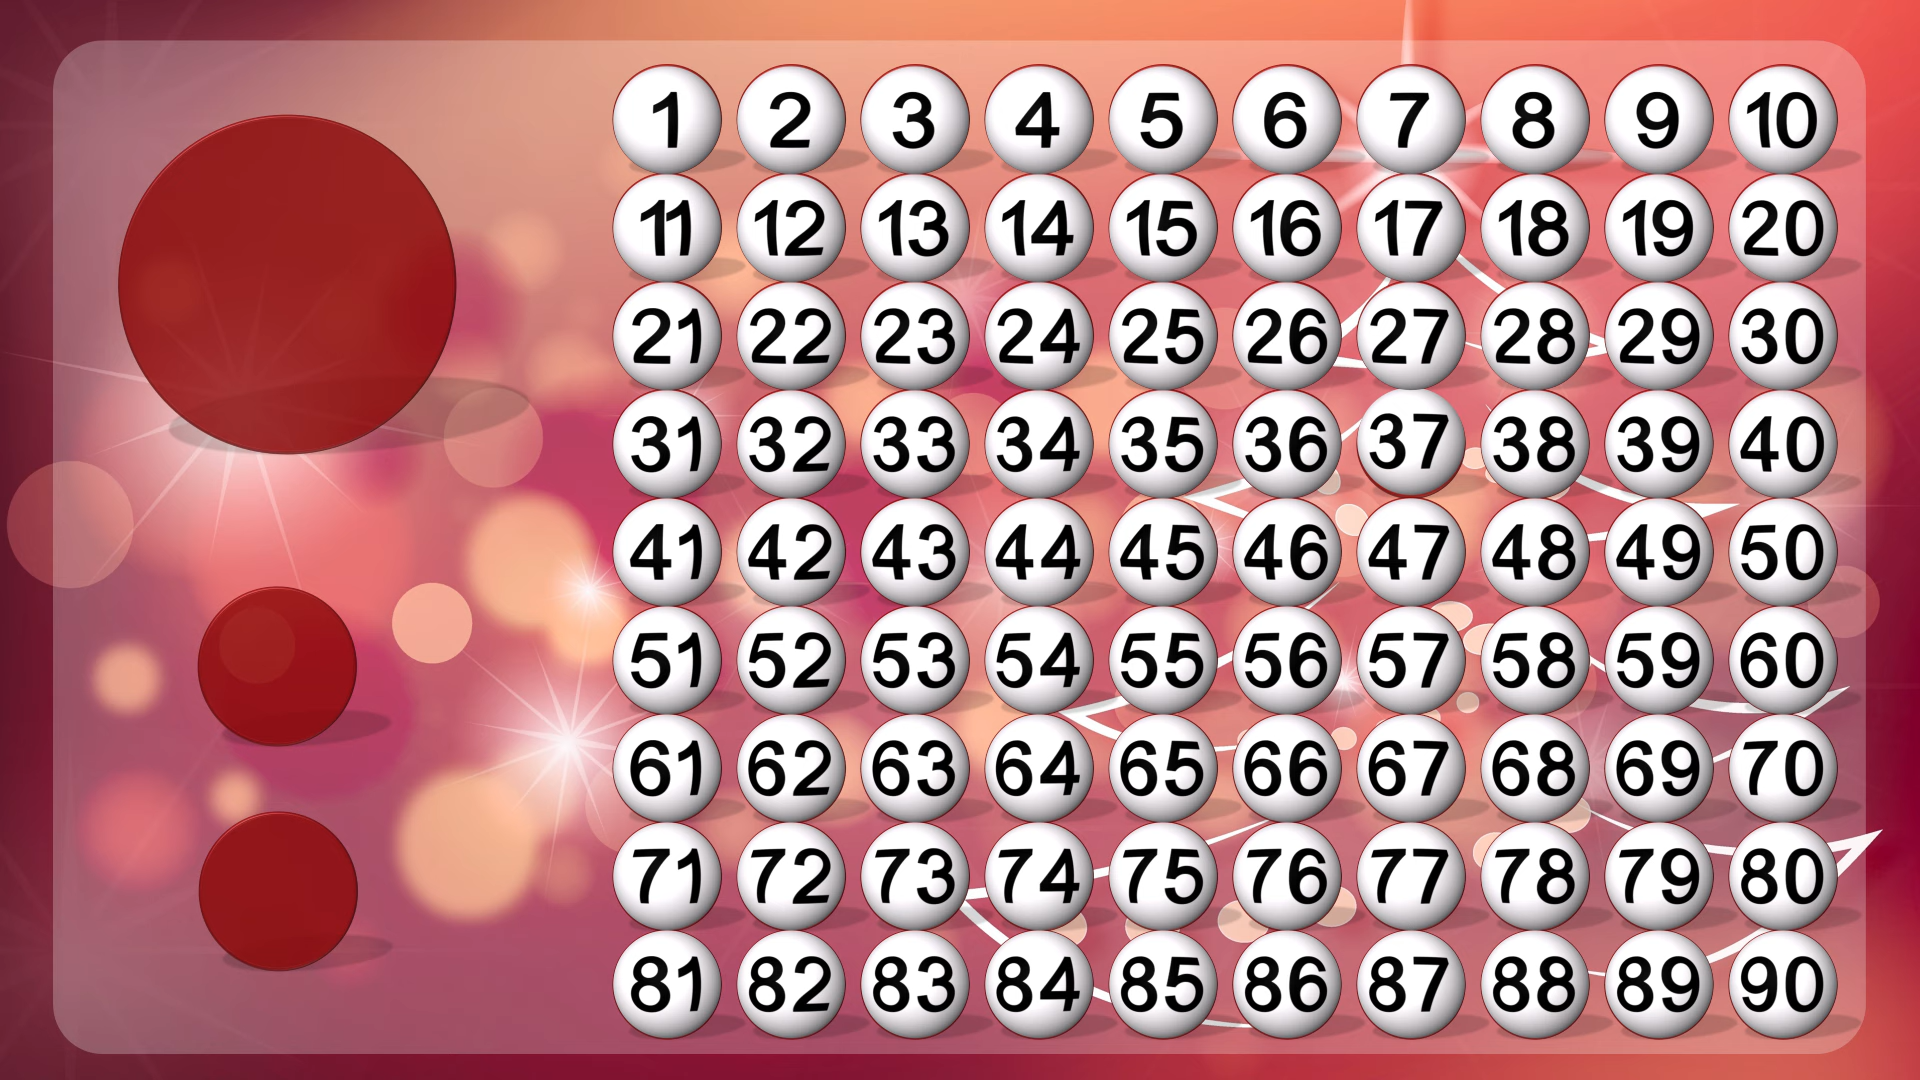 1 2 3 4 5 6 7 8 9 10
11 12 13 14 15 16 17 18 19 20
21 22 23 24 25 26 27 28 29 30
31 32 33 34 35 36 37 38 39 40
41 42 43 44 45 46 47 48 49 50
51 52 53 54 55 56 57 58 59 60
61 62 63 64 65 66 67 68 69 70
71 72 73 74 75 76 77 78 79 80
81 82 83 84 85 86 87 88 89 90